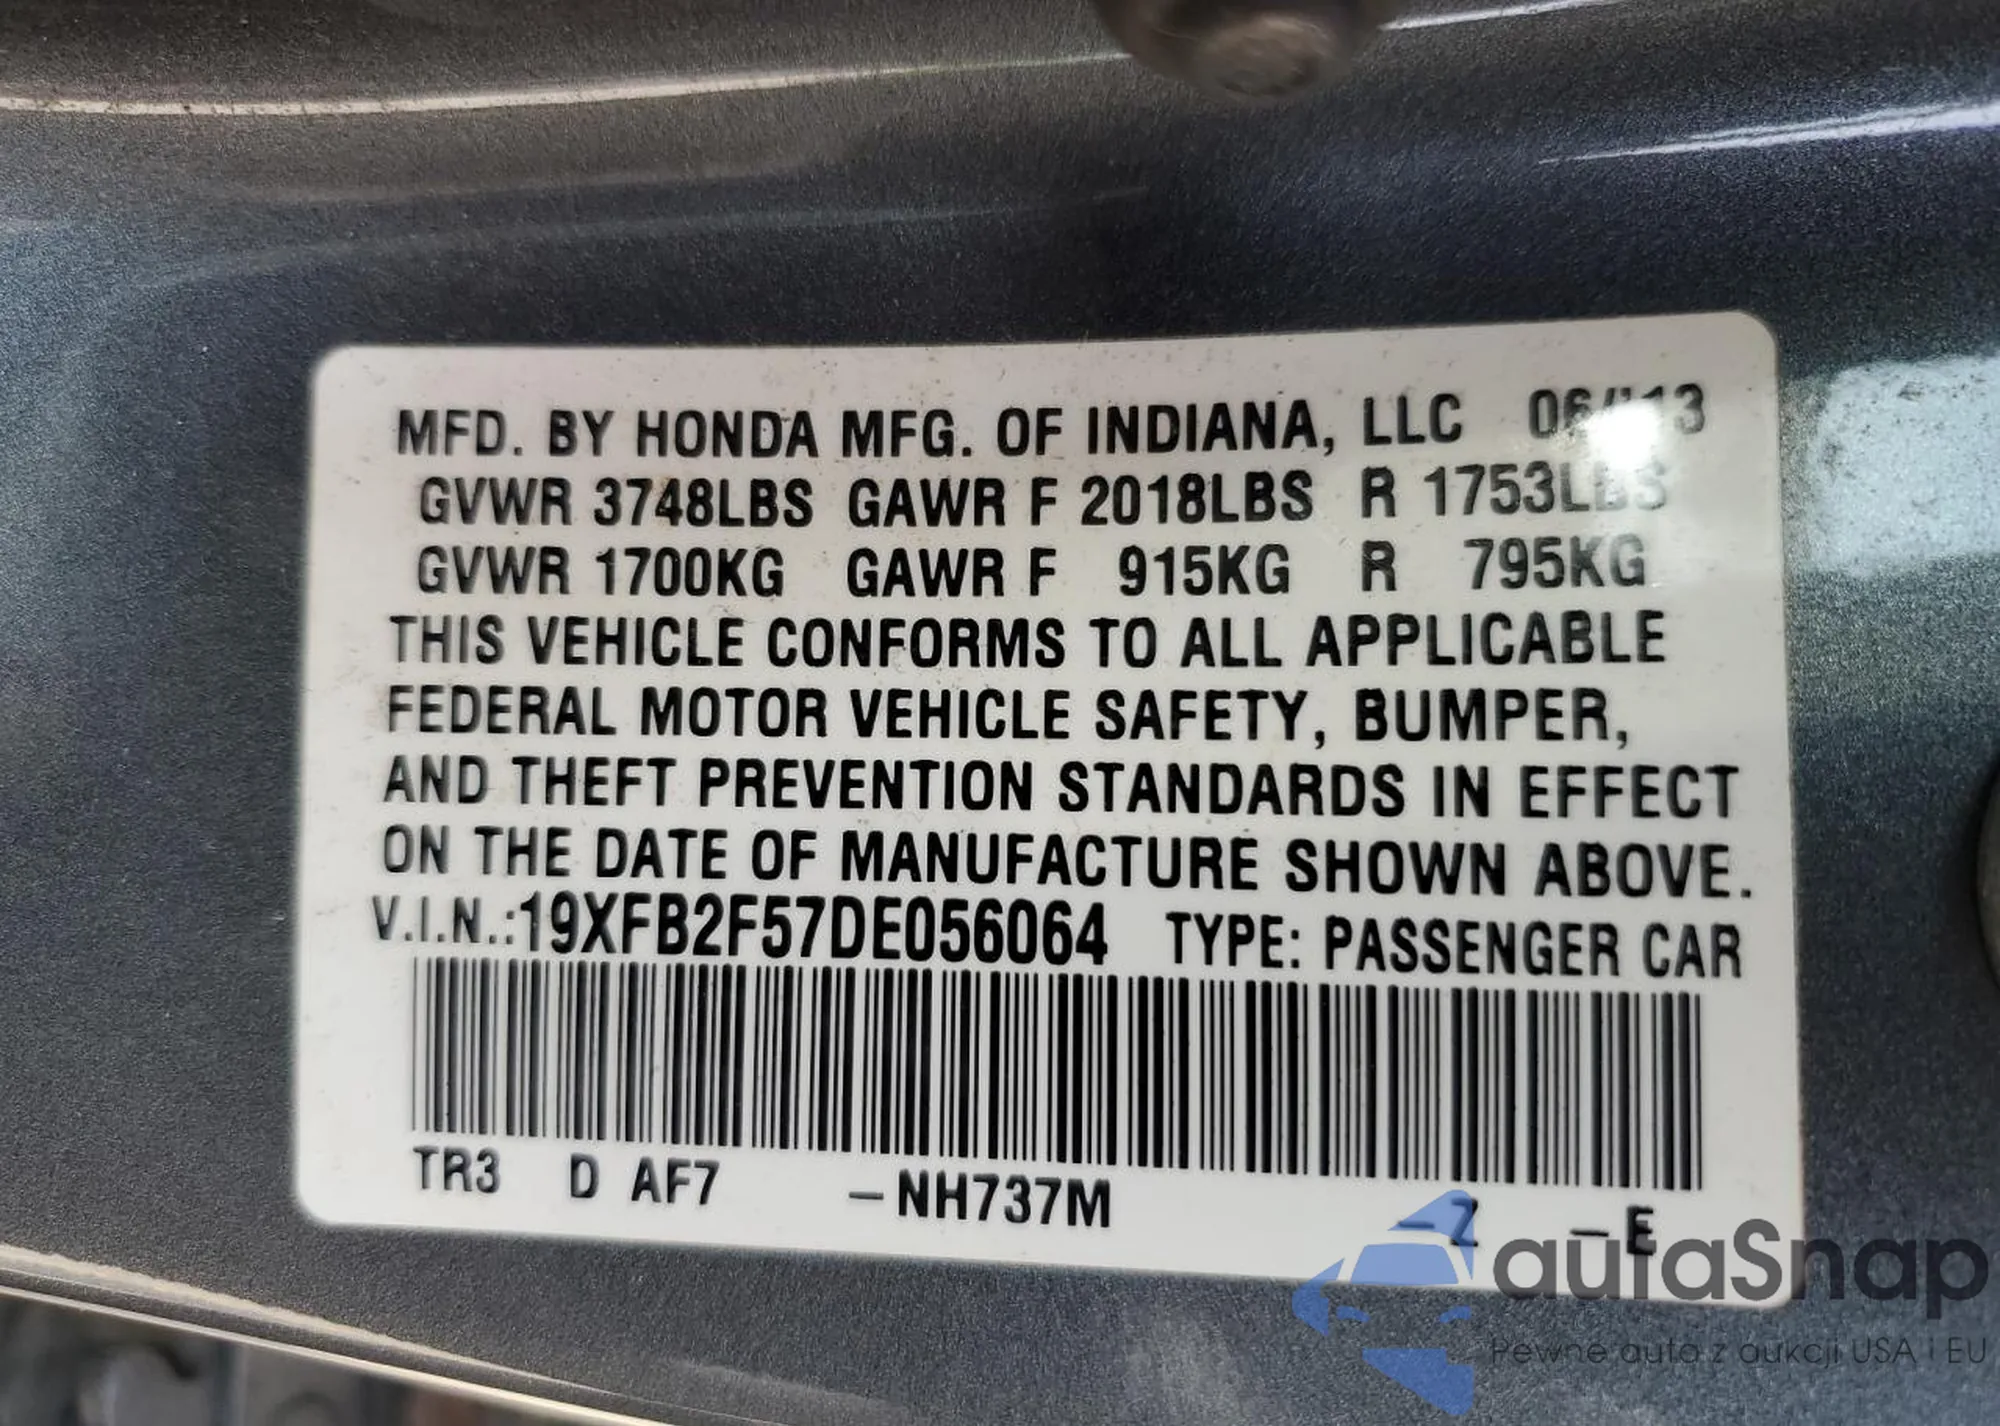 MFD. BY HONDA MFG. OF INDIANA, LLC 06/'13
GVWR 3748LBS GAWR F 2018LBS R 1753LBS
GVWR 1700KG GAWR F 915KG R 795KG
THIS VEHICLE CONFORMS TO ALL APPLICABLE
FEDERAL MOTOR VEHICLE SAFETY, BUMPER,
AND THEFT PREVENTION STANDARDS IN EFFECT
ON THE DATE OF MANUFACTURE SHOWN ABOVE.
V.I.N.:19XFB2F57DE056064 TYPE: PASSENGER CAR
TR3 D AF7 –NH737M –Z –E
autaSnap
Pewne auta z aukcji USA i EU